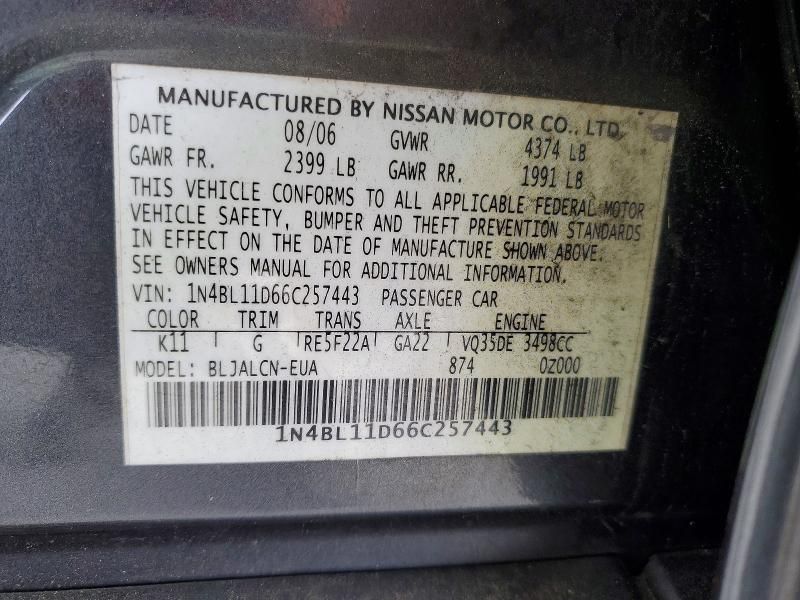 MANUFACTURED BY NISSAN MOTOR CO., LTD.
DATE 08/06 GVWR 4374 LB
GAWR FR. 2399 LB GAWR RR. 1991 LB
THIS VEHICLE CONFORMS TO ALL APPLICABLE FEDERAL MOTOR
VEHICLE SAFETY, BUMPER AND THEFT PREVENTION STANDARDS
IN EFFECT ON THE DATE OF MANUFACTURE SHOWN ABOVE.
SEE OWNERS MANUAL FOR ADDITIONAL INFORMATION.
VIN: 1N4BL11D66C257443 PASSENGER CAR
COLOR TRIM TRANS AXLE ENGINE
K11 G RE5F22A GA22 VQ35DE 3498CC
MODEL: BLJALCN-EUA 874 0Z000
1N4BL11D66C257443